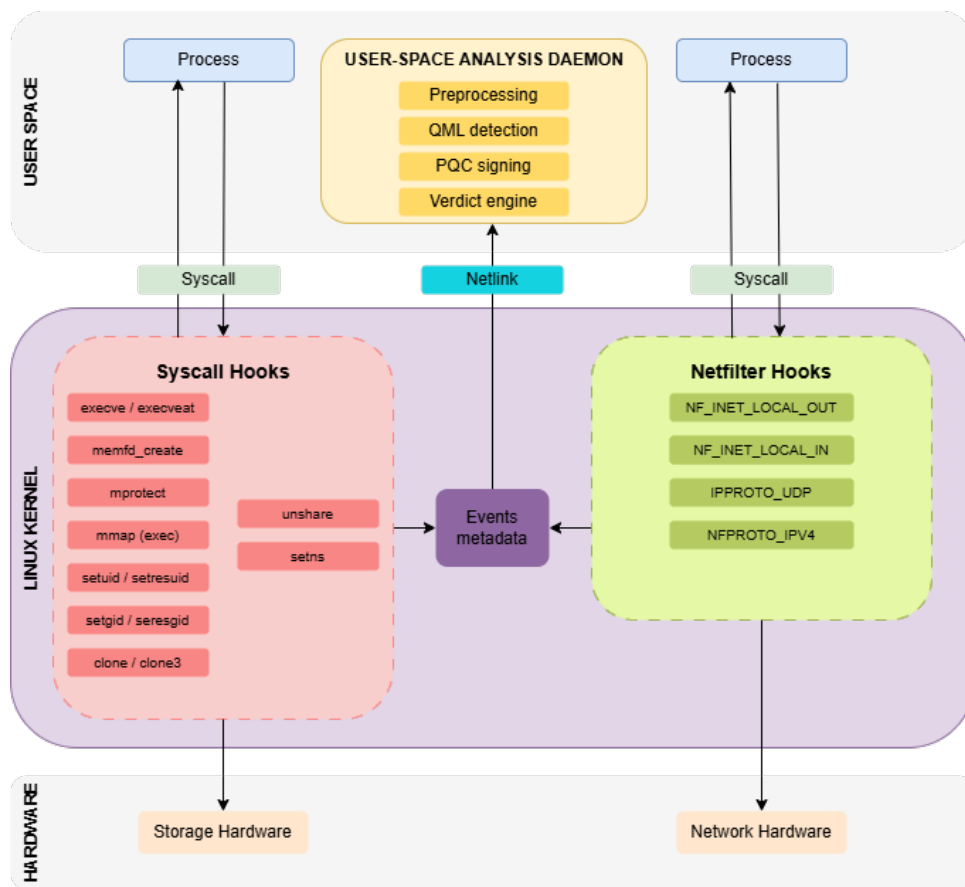 USER SPACE
Process
USER-SPACE ANALYSIS DAEMON
Preprocessing
QML detection
PQC signing
Verdict engine
Process
Syscall
Netlink
Syscall
LINUX KERNEL
Syscall Hooks
execve / execveat
memfd_create
mprotect
mmap (exec)
setuid / setresuid
setgid / seresgid
clone / clone3
unshare
setns
Events
metadata
Netfilter Hooks
NF_INET_LOCAL_OUT
NF_INET_LOCAL_IN
IPPROTO_UDP
NFPROTO_IPV4
HARDWARE
Storage Hardware
Network Hardware